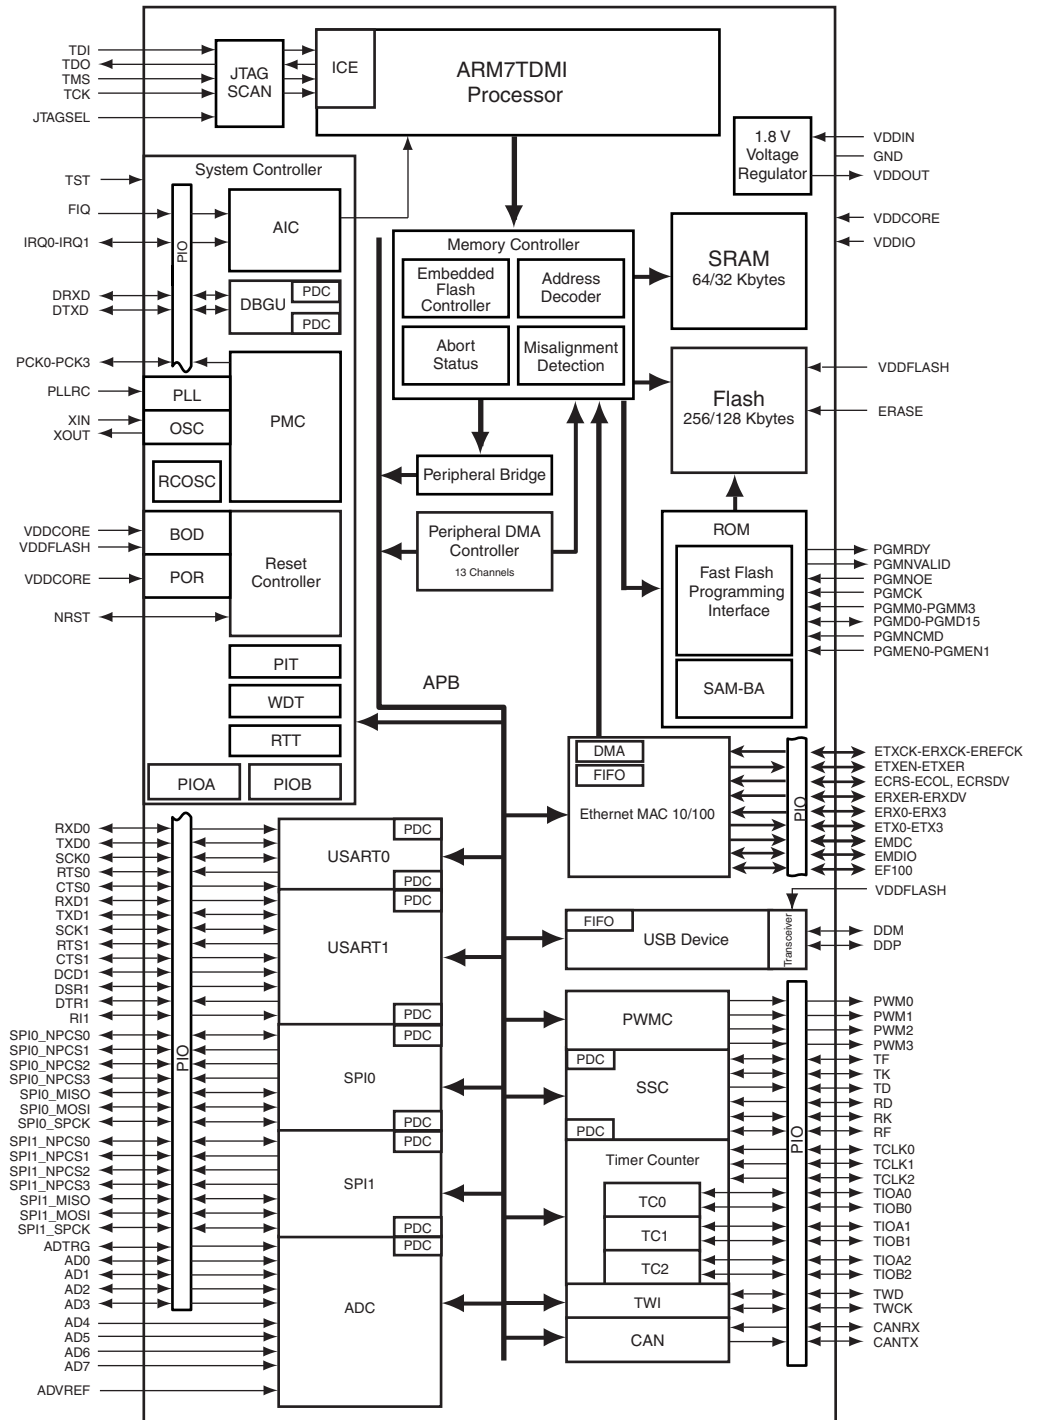 TDI
TDO
TMS
TCK
JTAGSEL
JTAG
SCAN
ICE
ARM7TDMI
Processor
1.8 V
Voltage
Regulator
VDDIN
GND
VDDOUT
VDDCORE
VDDIO
System Controller
TST
FIQ
IRQ0-IRQ1
PIO
AIC
DRXD
DTXD
DBGU
PDC
PDC
PCK0-PCK3
PLLRC
PLL
XIN
XOUT
OSC
PMC
RCOSC
VDDCORE
VDDFLASH
BOD
VDDCORE
POR
Reset
Controller
NRST
PIT
WDT
RTT
PIOA
PIOB
Memory Controller
Embedded
Flash
Controller
Address
Decoder
Abort
Status
Misalignment
Detection
SRAM
64/32 Kbytes
Flash
256/128 Kbytes
VDDFLASH
ERASE
Peripheral Bridge
Peripheral DMA
Controller
13 Channels
ROM
Fast Flash
Programming
Interface
SAM-BA
PGMRDY
PGMNVALID
PGMNOE
PGMCK
PGMM0-PGMM3
PGMD0-PGMD15
PGMNCMD
PGMEN0-PGMEN1
APB
DMA
FIFO
Ethernet MAC 10/100
PIO
ETXCK-ERXCK-EREFCK
ETXEN-ETXER
ECRS-ECOL, ECRSDV
ERXER-ERXDV
ERX0-ERX3
ETX0-ETX3
EMDC
EMDIO
EF100
VDDFLASH
FIFO
USB Device
Transceiver
DDM
DDP
RXD0
TXD0
SCK0
RTS0
CTS0
RXD1
TXD1
SCK1
RTS1
CTS1
DCD1
DSR1
DTR1
RI1
SPI0_NPCS0
SPI0_NPCS1
SPI0_NPCS2
SPI0_NPCS3
SPI0_MISO
SPI0_MOSI
SPI0_SPCK
SPI1_NPCS0
SPI1_NPCS1
SPI1_NPCS2
SPI1_NPCS3
SPI1_MISO
SPI1_MOSI
SPI1_SPCK
ADTRG
AD0
AD1
AD2
AD3
AD4
AD5
AD6
AD7
ADVREF
PIO
PDC
USART0
PDC
PDC
USART1
PDC
PDC
SPI0
PDC
PDC
SPI1
PDC
PDC
ADC
PWMC
PDC
SSC
PDC
Timer Counter
TC0
TC1
TC2
TWI
CAN
PIO
PWM0
PWM1
PWM2
PWM3
TF
TK
TD
RD
RK
RF
TCLK0
TCLK1
TCLK2
TIOA0
TIOB0
TIOA1
TIOB1
TIOA2
TIOB2
TWD
TWCK
CANRX
CANTX